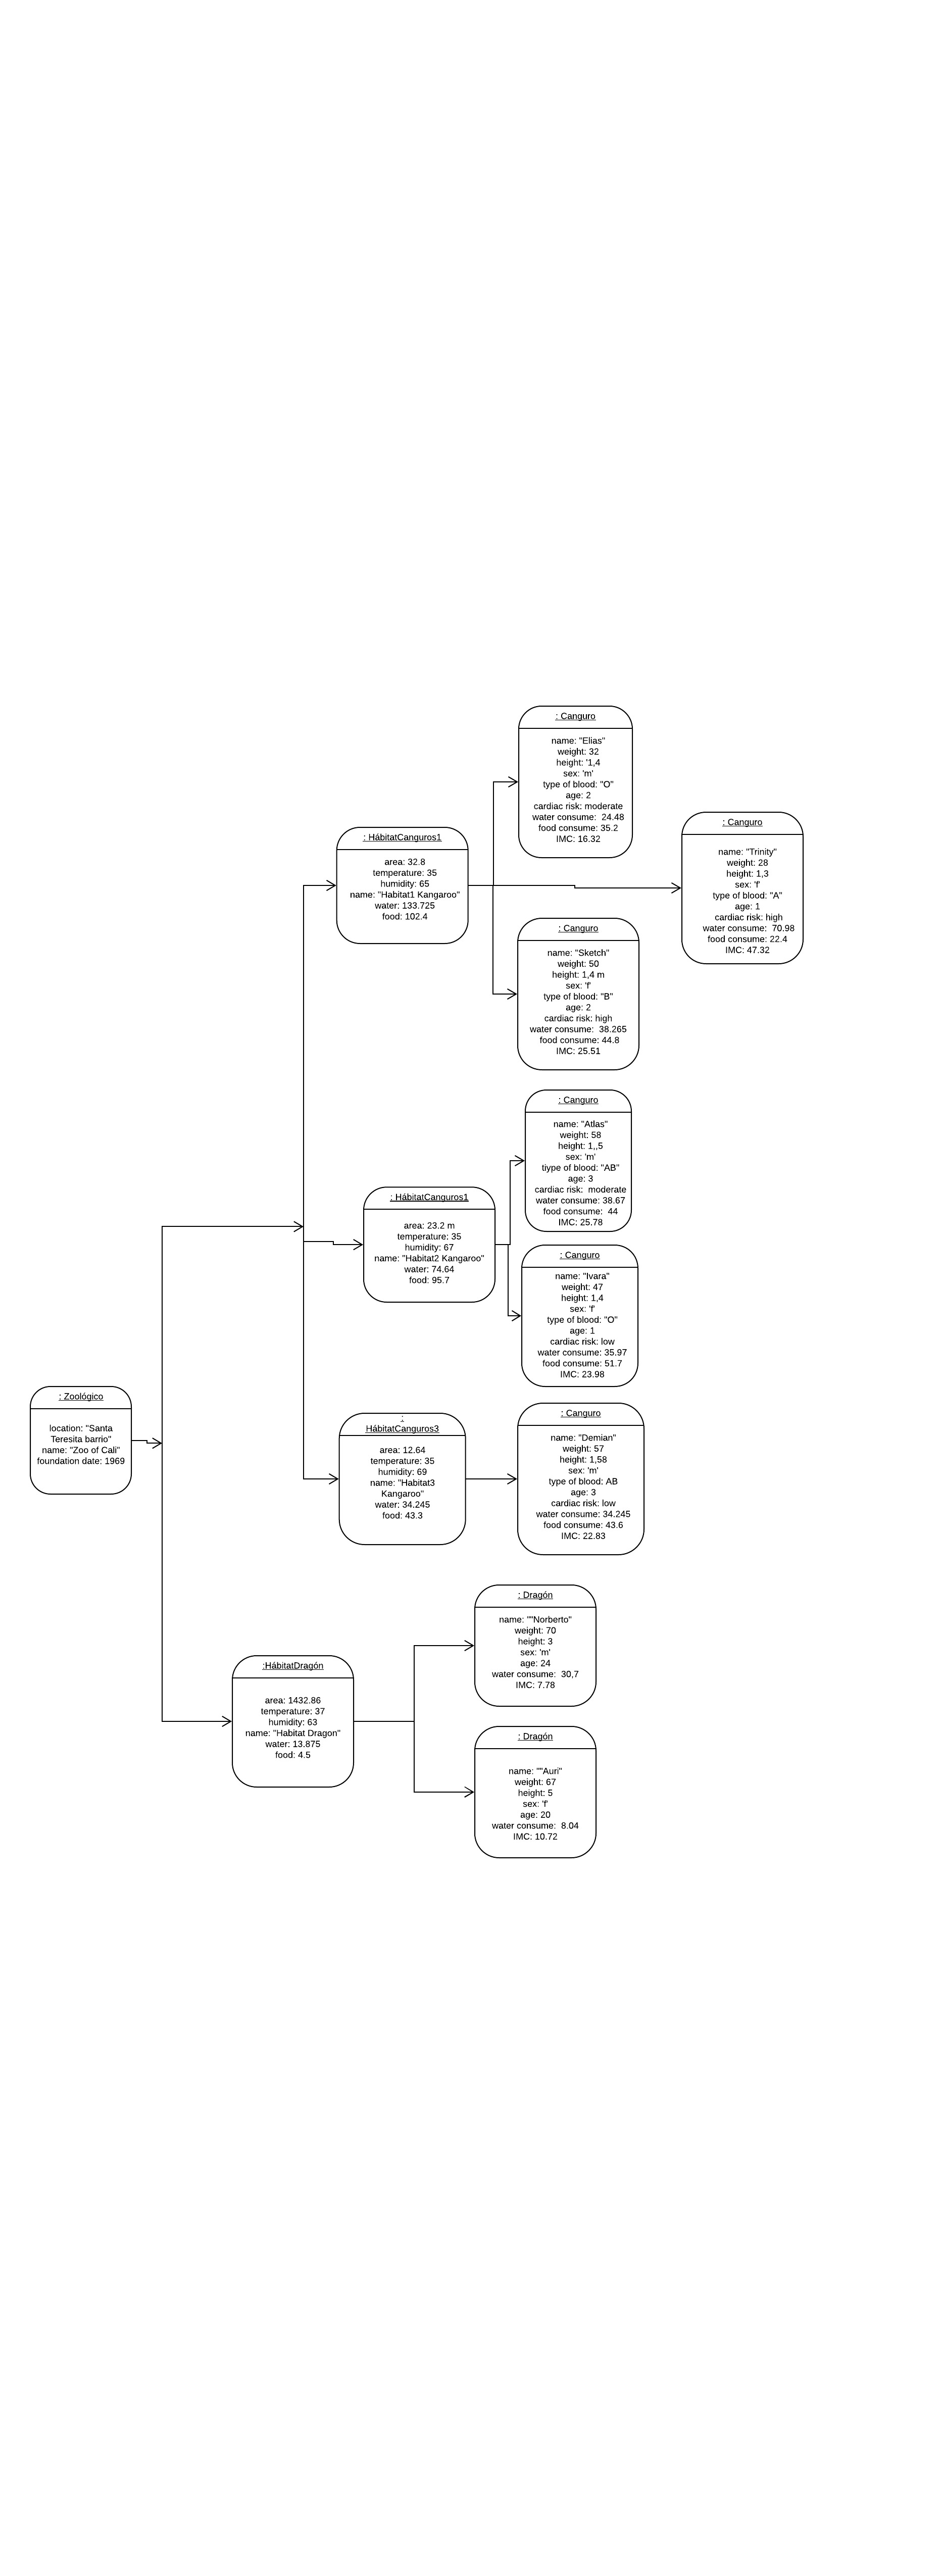 : Canguro
name: "Elias"
weight: 32
height: '1,4
sex: 'm'
type of blood: "O"
age: 2
cardiac risk: moderate
water consume:  24.48
food consume: 35.2
IMC: 16.32
: Canguro
name: "Trinity"
weight: 28
height: 1,3
sex: 'f'
type of blood: "A"
age: 1
cardiac risk: high
water consume:  70.98
food consume: 22.4
IMC: 47.32
: HábitatCanguros1
area: 32.8
temperature: 35
humidity: 65
name: "Habitat1 Kangaroo"
water: 133.725
food: 102.4
: Canguro
name: "Sketch"
weight: 50
height: 1,4 m
sex: 'f'
type of blood: "B"
age: 2
cardiac risk: high
water consume:  38.265
food consume: 44.8
IMC: 25.51
: Canguro
name: "Atlas"
weight: 58
height: 1,,5
sex: 'm'
tiype of blood: "AB"
age: 3
cardiac risk:  moderate
water consume: 38.67
food consume:  44
IMC: 25.78
: HábitatCanguros1
area: 23.2 m
temperature: 35
humidity: 67
name: "Habitat2 Kangaroo"
water: 74.64
food: 95.7
: Canguro
name: "Ivara"
weight: 47
height: 1,4
sex: 'f'
type of blood: "O"
age: 1
cardiac risk: low
water consume: 35.97
food consume: 51.7
IMC: 23.98
: Zoológico
location: "Santa
Teresita barrio"
name: "Zoo of Cali"
foundation date: 1969
:
HábitatCanguros3
area: 12.64
temperature: 35
humidity: 69
name: "Habitat3
Kangaroo"
water: 34.245
food: 43.3
: Canguro
name: "Demian"
weight: 57
height: 1,58
sex: 'm'
type of blood: AB
age: 3
cardiac risk: low
water consume: 34.245
food consume: 43.6
IMC: 22.83
: Dragón
name: ""Norberto"
weight: 70
height: 3
sex: 'm'
age: 24
water consume:  30,7
IMC: 7.78
:HábitatDragón
area: 1432.86
temperature: 37
humidity: 63
name: "Habitat Dragon"
water: 13.875
food: 4.5
: Dragón
name: ""Auri"
weight: 67
height: 5
sex: 'f'
age: 20
water consume:  8.04
IMC: 10.72